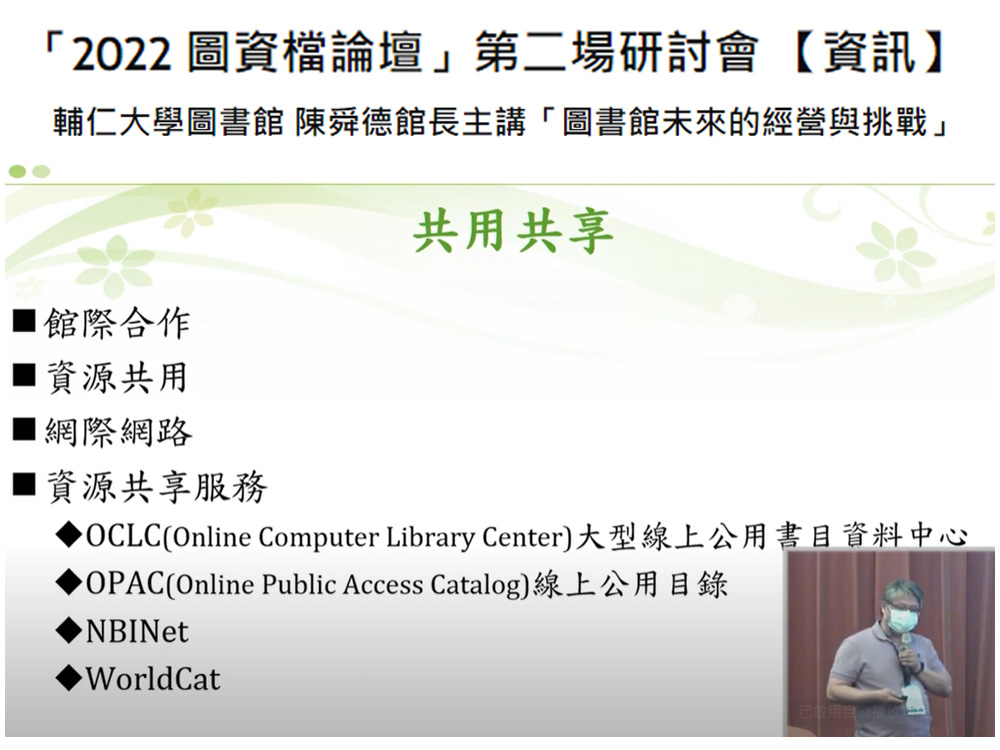 「2022 圖資檔論壇」第二場研討會 【資訊】
輔仁大學圖書館 陳舜德館長主講「圖書館未來的經營與挑戰」
共用共享
■館際合作
■資源共用
■網際網路
■資源共享服務
◆OCLC(Online Computer Library Center)大型線上公用書目資料中心
◆OPAC(Online Public Access Catalog)線上公用目錄
◆NBINet
◆WorldCat
已啟用自動播放